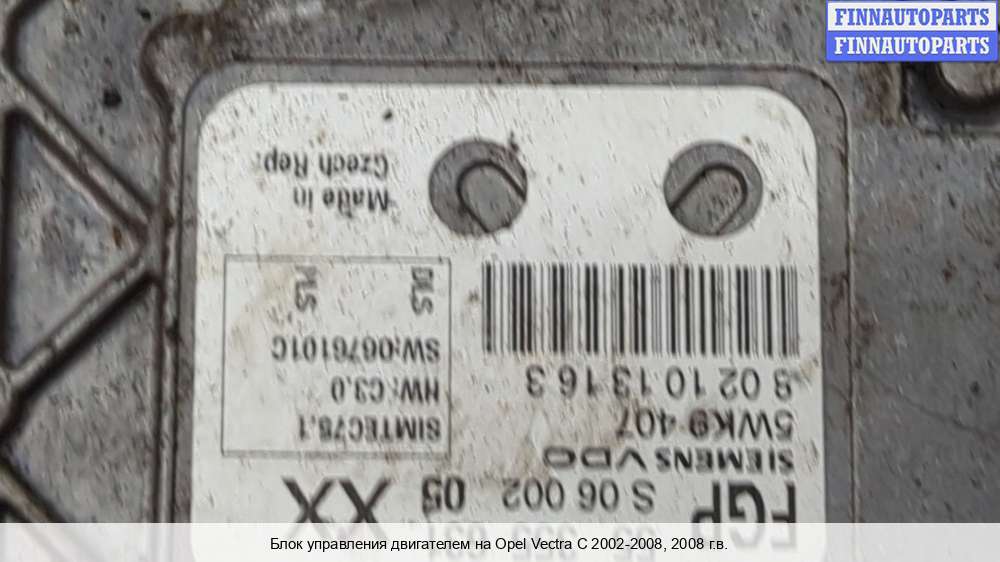 FINNAUTOPARTS
FINNAUTOPARTS
FGP
S 06 002 05 XX
SIEMENS VDO
5WK9 407
S 02 10 13 16 3
SIMTEC75.1
HW: C3.0
SW:0676101C
DLS
PLS
Made in
Czech Rep.
Блок управления двигателем на Opel Vectra C 2002-2008, 2008 г.в.